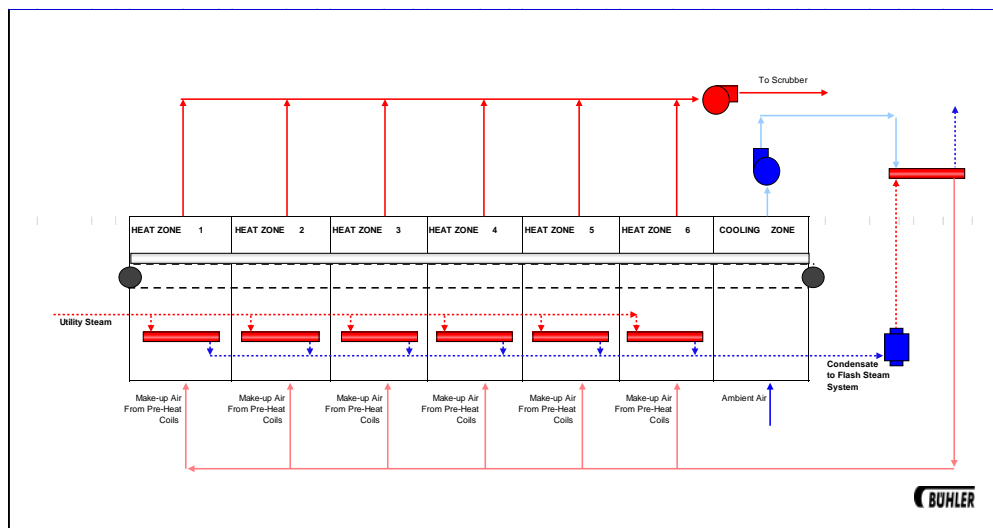 To Scrubber
HEAT ZONE 1
HEAT ZONE 2
HEAT ZONE 3
HEAT ZONE 4
HEAT ZONE 5
HEAT ZONE 6
COOLING ZONE
Utility Steam
Condensate
to Flash Steam
System
Make-up Air
From Pre-Heat
Coils
Make-up Air
From Pre-Heat
Coils
Make-up Air
From Pre-Heat
Coils
Make-up Air
From Pre-Heat
Coils
Make-up Air
From Pre-Heat
Coils
Make-up Air
From Pre-Heat
Coils
Ambient Air
BÜHLER